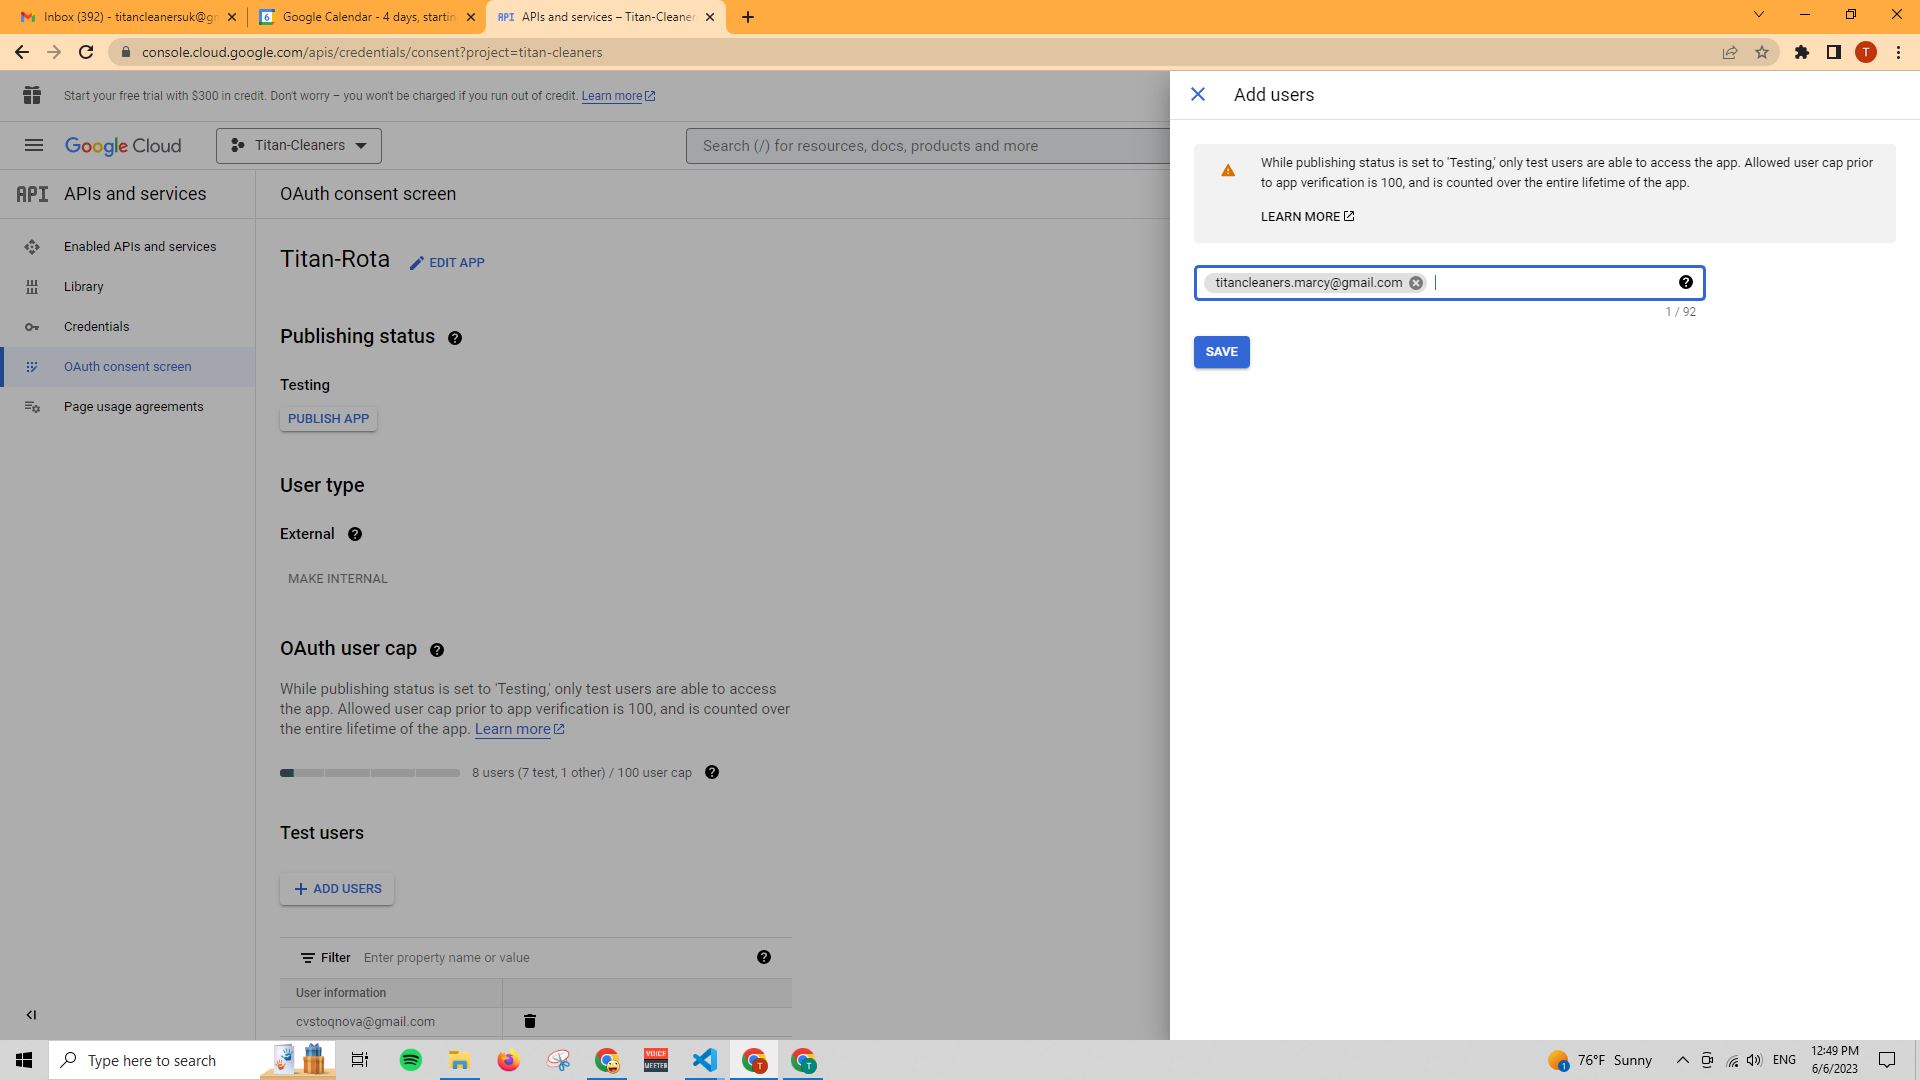 Inbox (392) - titancleanersuk@gm
Google Calendar - 4 days, startin
API APIs and services – Titan-Cleaner
console.cloud.google.com/apis/credentials/consent?project=titan-cleaners
T
Start your free trial with $300 in credit. Don't worry – you won't be charged if you run out of credit. Learn more
Google Cloud
Titan-Cleaners
Search (/) for resources, docs, products and more
API APIs and services
Enabled APIs and services
Library
Credentials
OAuth consent screen
Page usage agreements
OAuth consent screen
Titan-Rota
EDIT APP
Publishing status
Testing
PUBLISH APP
User type
External
MAKE INTERNAL
OAuth user cap
While publishing status is set to 'Testing,' only test users are able to access
the app. Allowed user cap prior to app verification is 100, and is counted over
the entire lifetime of the app. Learn more
8 users (7 test, 1 other) / 100 user cap
Test users
+ ADD USERS
Filter Enter property name or value
User information
cvstoqnova@gmail.com
Add users
While publishing status is set to 'Testing,' only test users are able to access the app. Allowed user cap prior
to app verification is 100, and is counted over the entire lifetime of the app.
LEARN MORE
titancleaners.marcy@gmail.com
1 / 92
SAVE
Type here to search
VOICE
MEETER
T
T
1
76°F Sunny
ENG
12:49 PM
6/6/2023